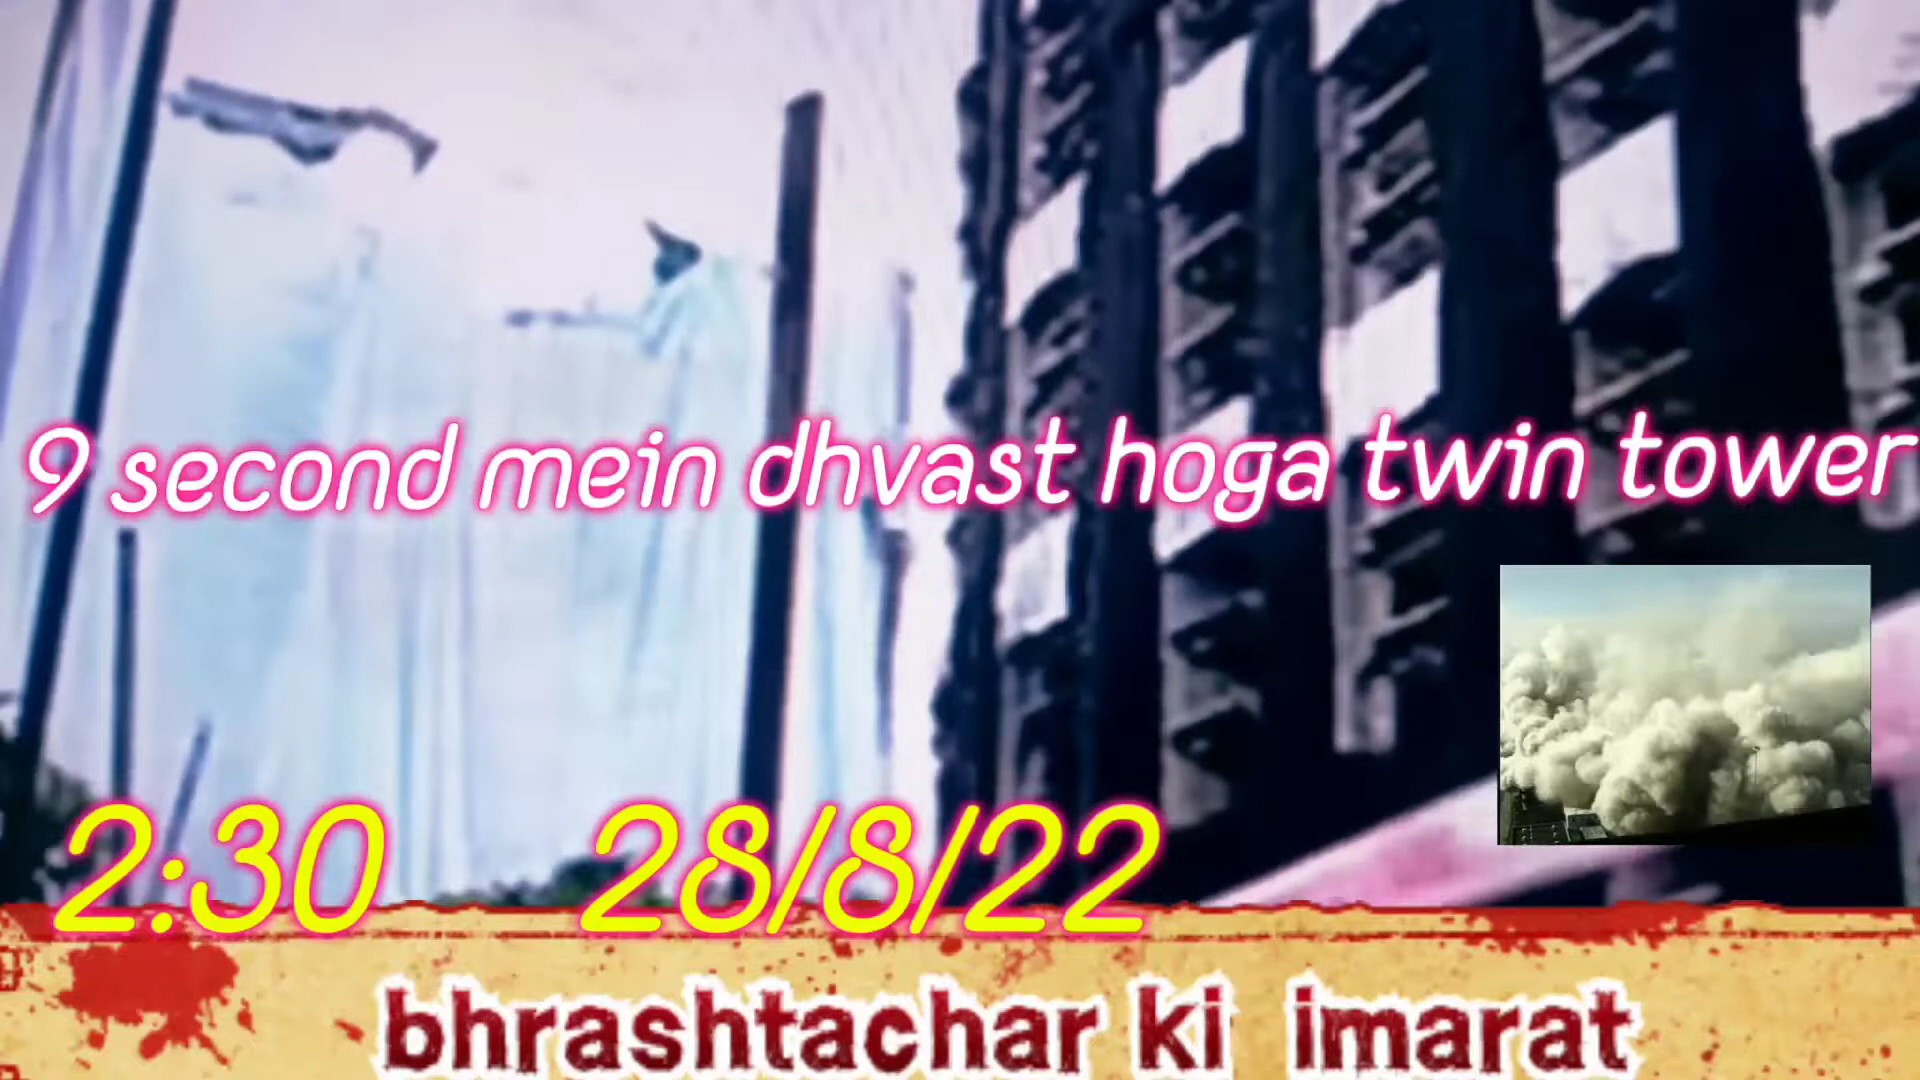 9 second mein dhvast hoga twin tower
2:30 28/8/22
bhrashtachar ki imarat